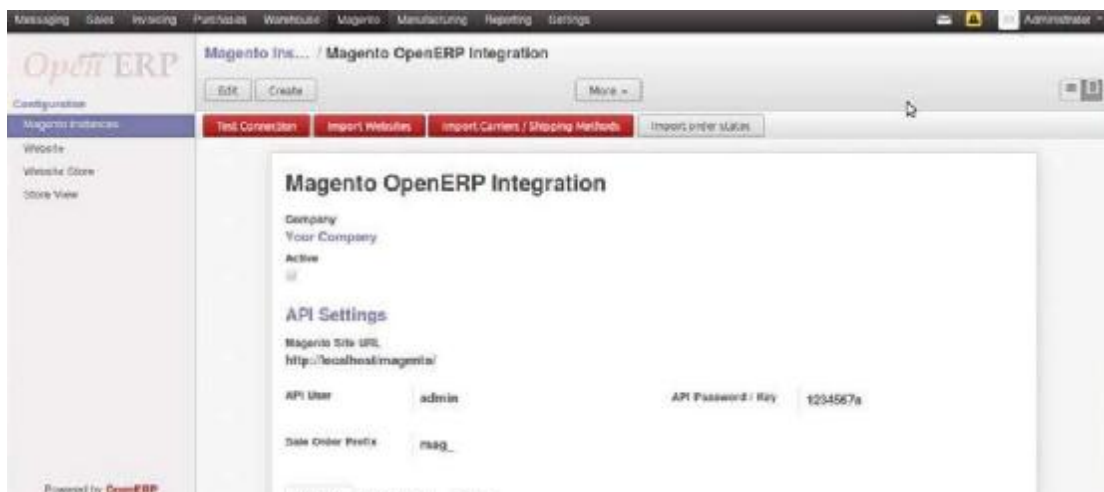 Messaging Sales Invoicing Purchases Warehouse Magento Manufacturing Reporting Settings Administrator
Open ERP
Magento Ins... / Magento OpenERP Integration
Edit Create More
Configuration
Magento Instances
Test Connection Import Websites Import Carriers / Shipping Methods Import order states
Website
Website Store
Store View
Magento OpenERP Integration
Company
Your Company
Active
API Settings
Magento Site URL
http://localhost/magento/
API User admin API Password / Key 1234567a
Sale Order Prefix mag_
Powered by OpenERP